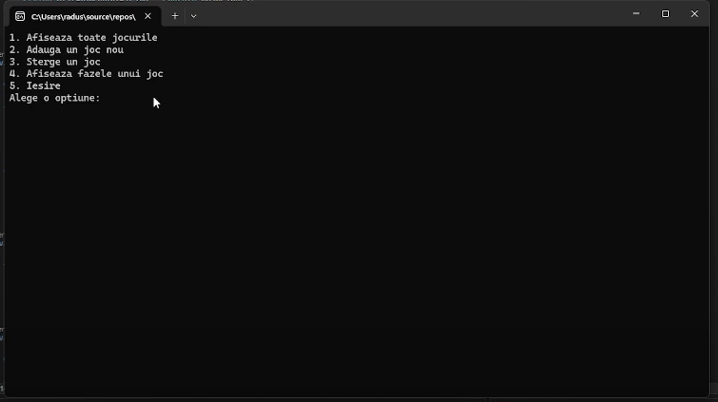 C:\Users\radus\source\repos\
1. Afiseaza toate jocurile
2. Adauga un joc nou
3. Sterge un joc
4. Afiseaza fazele unui joc
5. Iesire
Alege o optiune: